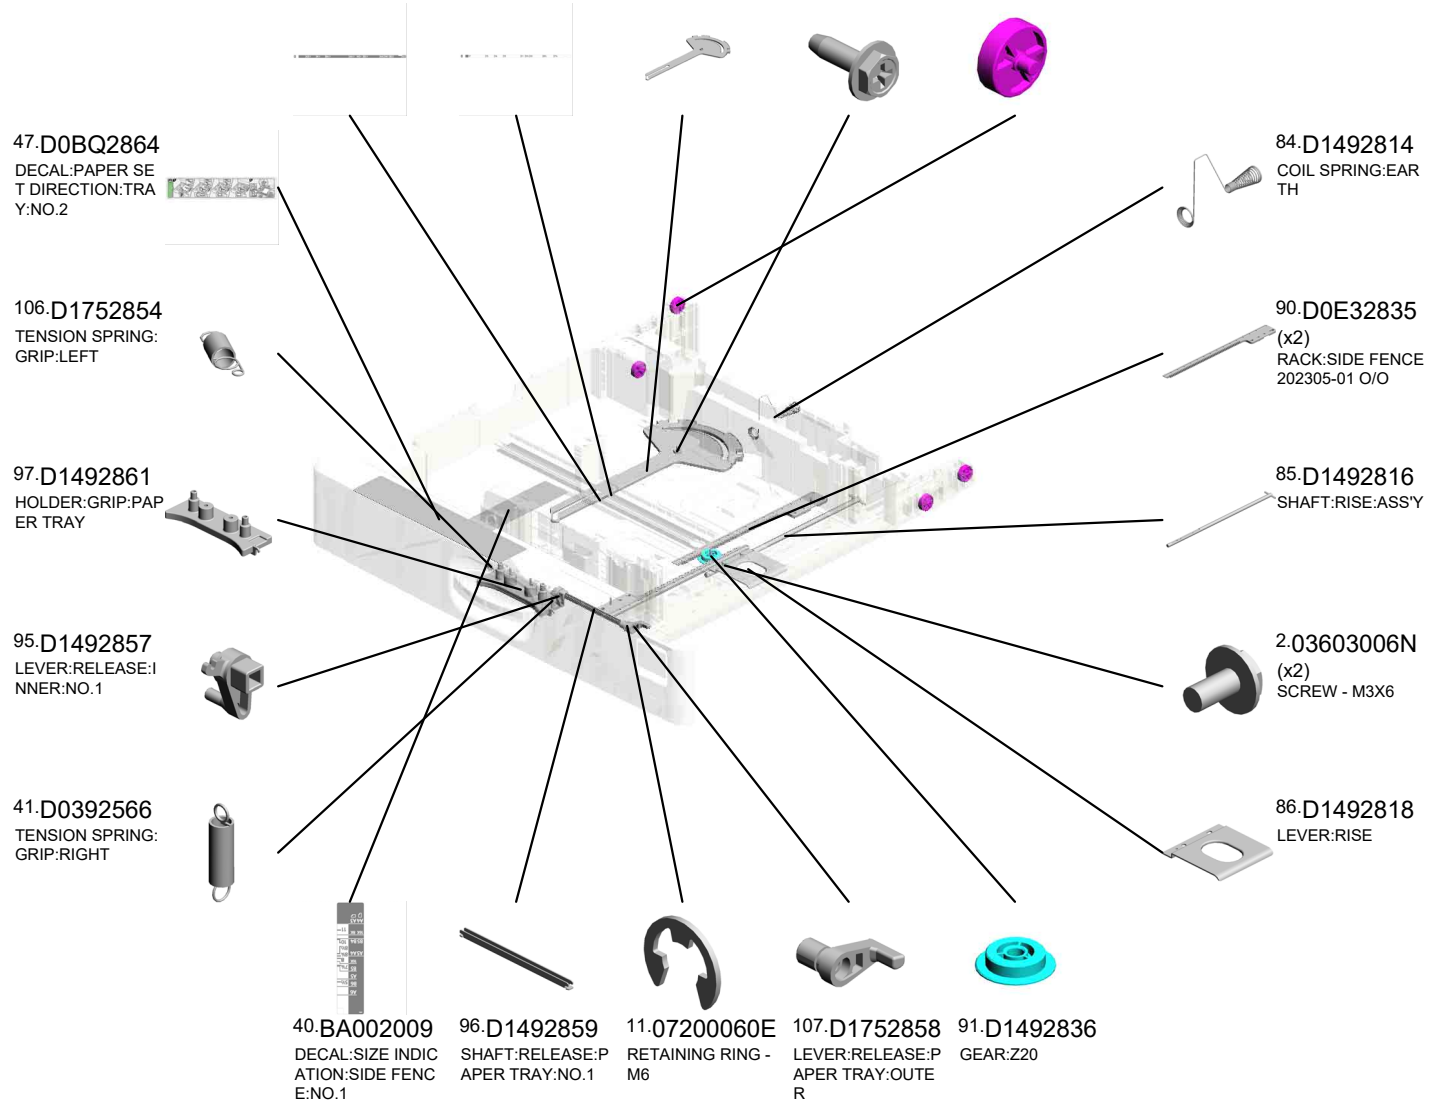 47.D0BQ2864
DECAL:PAPER SE
T DIRECTION:TRA
Y:NO.2
106.D1752854
TENSION SPRING:
GRIP:LEFT
97.D1492861
HOLDER:GRIP:PAP
ER TRAY
95.D1492857
LEVER:RELEASE:I
NNER:NO.1
41.D0392566
TENSION SPRING:
GRIP:RIGHT
84.D1492814
COIL SPRING:EAR
TH
90.D0E32835
(x2)
RACK:SIDE FENCE
202305-01 O/O
85.D1492816
SHAFT:RISE:ASS'Y
2.03603006N
(x2)
SCREW - M3X6
86.D1492818
LEVER:RISE
40.BA002009
DECAL:SIZE INDIC
ATION:SIDE FENC
E:NO.1
96.D1492859
SHAFT:RELEASE:P
APER TRAY:NO.1
11.07200060E
RETAINING RING -
M6
107.D1752858
LEVER:RELEASE:P
APER TRAY:OUTE
R
91.D1492836
GEAR:Z20